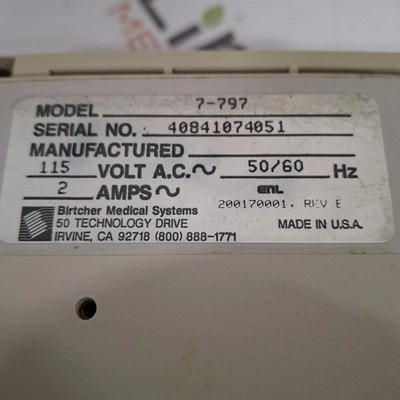 MODEL 7-797
SERIAL NO. 40841074051
MANUFACTURED
115 VOLT A.C.~ 50/60 Hz
2 AMPS~ enL
200170001. REV E
Birtcher Medical Systems
50 TECHNOLOGY DRIVE MADE IN U.S.A.
IRVINE, CA 92718 (800) 888-1771